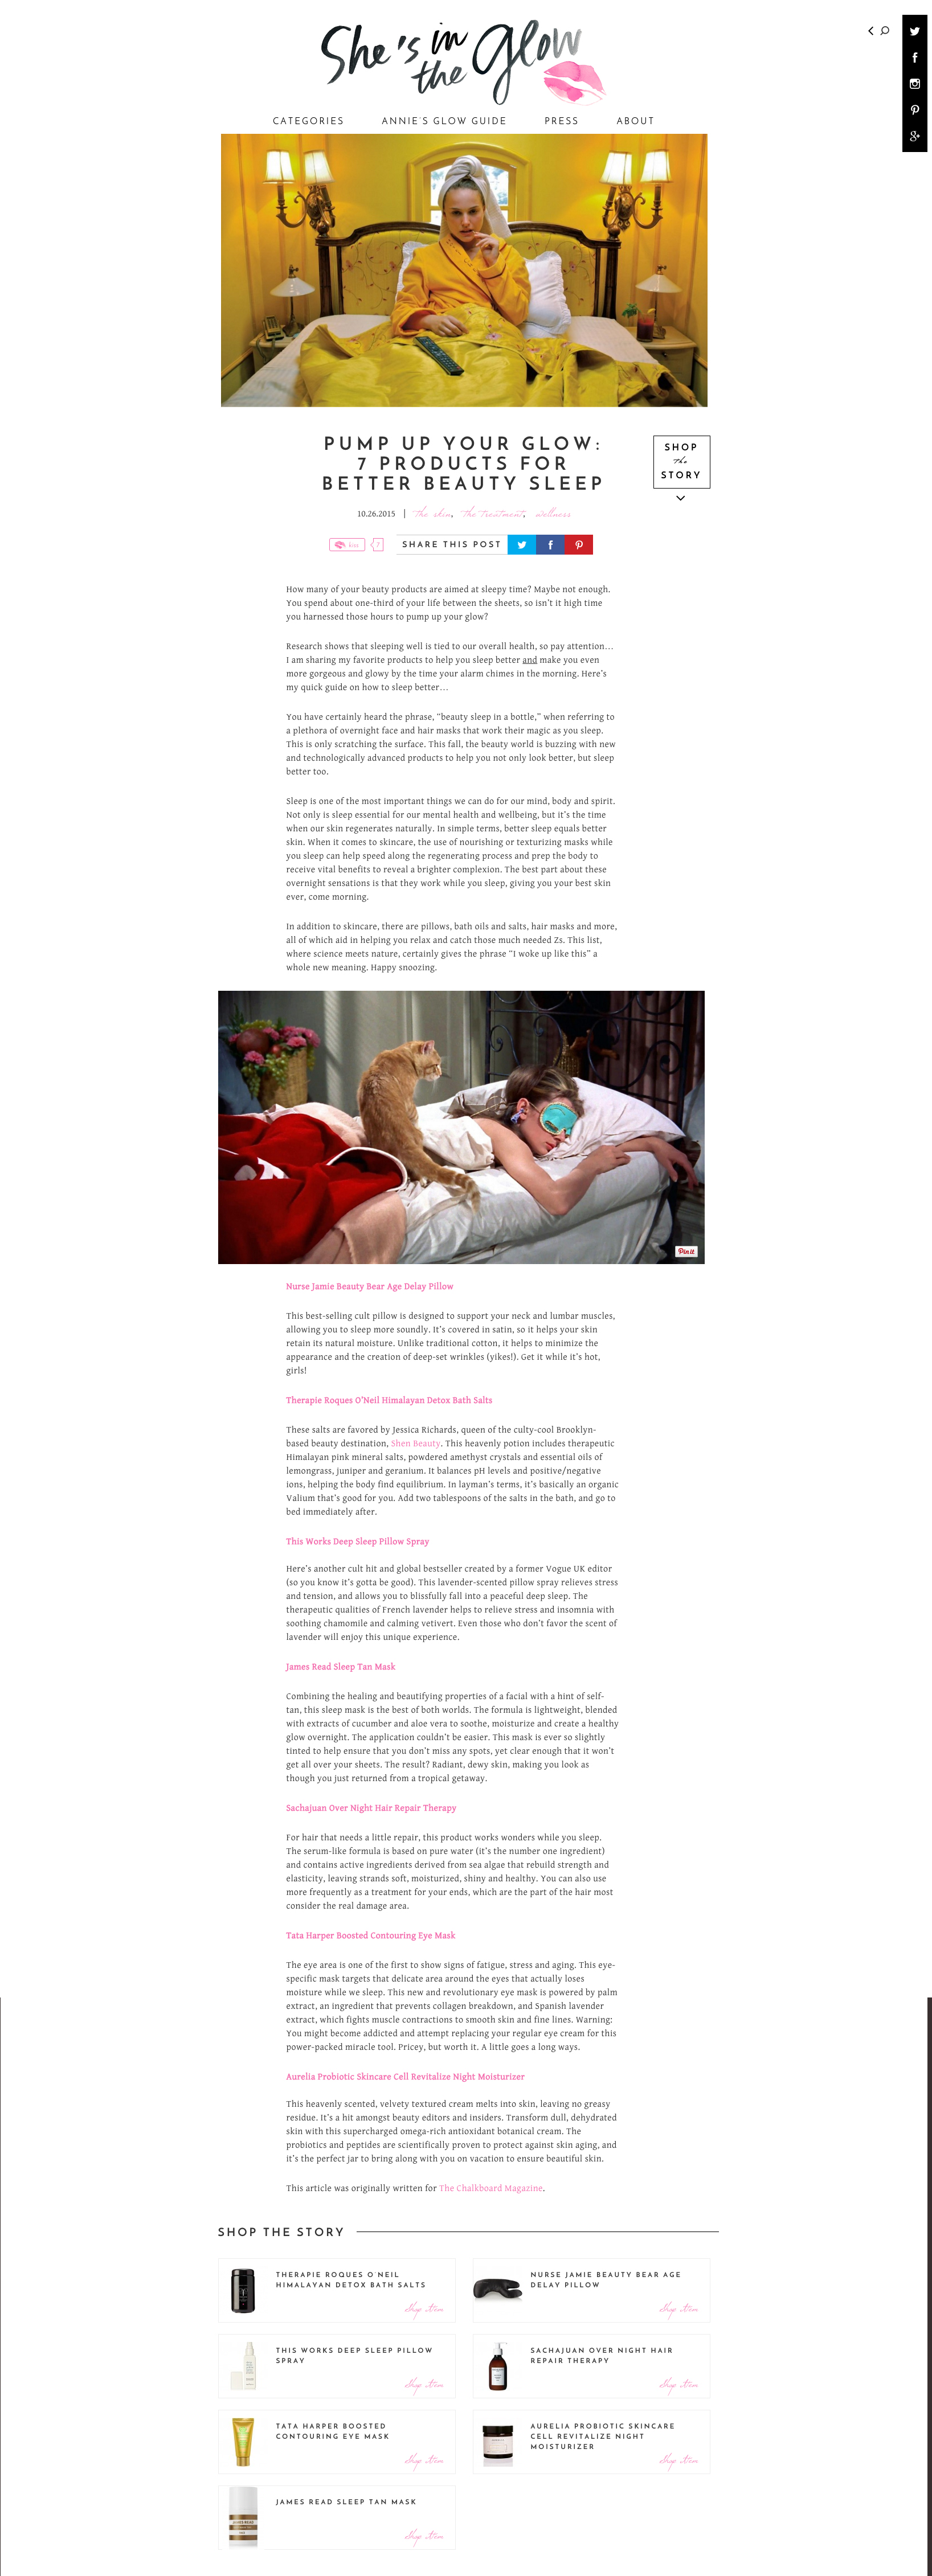 She's in the Glow
CATEGORIES ANNIE'S GLOW GUIDE PRESS ABOUT
PUMP UP YOUR GLOW:
7 PRODUCTS FOR
BETTER BEAUTY SLEEP
SHOP
the
STORY
10.26.2015 | The skin, The treatment, wellness
kiss 7 SHARE THIS POST
How many of your beauty products are aimed at sleepy time? Maybe not enough.
You spend about one-third of your life between the sheets, so isn't it high time
you harnessed those hours to pump up your glow?
Research shows that sleeping well is tied to our overall health, so pay attention…
I am sharing my favorite products to help you sleep better and make you even
more gorgeous and glowy by the time your alarm chimes in the morning. Here's
my quick guide on how to sleep better…
You have certainly heard the phrase, “beauty sleep in a bottle,” when referring to
a plethora of overnight face and hair masks that work their magic as you sleep.
This is only scratching the surface. This fall, the beauty world is buzzing with new
and technologically advanced products to help you not only look better, but sleep
better too.
Sleep is one of the most important things we can do for our mind, body and spirit.
Not only is sleep essential for our mental health and wellbeing, but it's the time
when our skin regenerates naturally. In simple terms, better sleep equals better
skin. When it comes to skincare, the use of nourishing or texturizing masks while
you sleep can help speed along the regenerating process and prep the body to
receive vital benefits to reveal a brighter complexion. The best part about these
overnight sensations is that they work while you sleep, giving you your best skin
ever, come morning.
In addition to skincare, there are pillows, bath oils and salts, hair masks and more,
all of which aid in helping you relax and catch those much needed Zs. This list,
where science meets nature, certainly gives the phrase “I woke up like this” a
whole new meaning. Happy snoozing.
Pin it
Nurse Jamie Beauty Bear Age Delay Pillow
This best-selling cult pillow is designed to support your neck and lumbar muscles,
allowing you to sleep more soundly. It's covered in satin, so it helps your skin
retain its natural moisture. Unlike traditional cotton, it helps to minimize the
appearance and the creation of deep-set wrinkles (yikes!). Get it while it's hot,
girls!
Therapie Roques O'Neil Himalayan Detox Bath Salts
These salts are favored by Jessica Richards, queen of the culty-cool Brooklyn-
based beauty destination, Shen Beauty. This heavenly potion includes therapeutic
Himalayan pink mineral salts, powdered amethyst crystals and essential oils of
lemongrass, juniper and geranium. It balances pH levels and positive/negative
ions, helping the body find equilibrium. In layman's terms, it's basically an organic
Valium that's good for you. Add two tablespoons of the salts in the bath, and go to
bed immediately after.
This Works Deep Sleep Pillow Spray
Here's another cult hit and global bestseller created by a former Vogue UK editor
(so you know it's gotta be good). This lavender-scented pillow spray relieves stress
and tension, and allows you to blissfully fall into a peaceful deep sleep. The
therapeutic qualities of French lavender helps to relieve stress and insomnia with
soothing chamomile and calming vetivert. Even those who don't favor the scent of
lavender will enjoy this unique experience.
James Read Sleep Tan Mask
Combining the healing and beautifying properties of a facial with a hint of self-
tan, this sleep mask is the best of both worlds. The formula is lightweight, blended
with extracts of cucumber and aloe vera to soothe, moisturize and create a healthy
glow overnight. The application couldn't be easier. This mask is ever so slightly
tinted to help ensure that you don't miss any spots, yet clear enough that it won't
get all over your sheets. The result? Radiant, dewy skin, making you look as
though you just returned from a tropical getaway.
Sachajuan Over Night Hair Repair Therapy
For hair that needs a little repair, this product works wonders while you sleep.
The serum-like formula is based on pure water (it's the number one ingredient)
and contains active ingredients derived from sea algae that rebuild strength and
elasticity, leaving strands soft, moisturized, shiny and healthy. You can also use
more frequently as a treatment for your ends, which are the part of the hair most
consider the real damage area.
Tata Harper Boosted Contouring Eye Mask
The eye area is one of the first to show signs of fatigue, stress and aging. This eye-
specific mask targets that delicate area around the eyes that actually loses
moisture while we sleep. This new and revolutionary eye mask is powered by palm
extract, an ingredient that prevents collagen breakdown, and Spanish lavender
extract, which fights muscle contractions to smooth skin and fine lines. Warning:
You might become addicted and attempt replacing your regular eye cream for this
power-packed miracle tool. Pricey, but worth it. A little goes a long ways.
Aurelia Probiotic Skincare Cell Revitalize Night Moisturizer
This heavenly scented, velvety textured cream melts into skin, leaving no greasy
residue. It's a hit amongst beauty editors and insiders. Transform dull, dehydrated
skin with this supercharged omega-rich antioxidant botanical cream. The
probiotics and peptides are scientifically proven to protect against skin aging, and
it's the perfect jar to bring along with you on vacation to ensure beautiful skin.
This article was originally written for The Chalkboard Magazine.
SHOP THE STORY
THERAPIE ROQUES O'NEIL
HIMALAYAN DETOX BATH SALTS
Shop item
NURSE JAMIE BEAUTY BEAR AGE
DELAY PILLOW
Shop item
THIS WORKS DEEP SLEEP PILLOW
SPRAY
Shop item
SACHAJUAN OVER NIGHT HAIR
REPAIR THERAPY
Shop item
TATA HARPER BOOSTED
CONTOURING EYE MASK
Shop item
AURELIA PROBIOTIC SKINCARE
CELL REVITALIZE NIGHT
MOISTURIZER
Shop item
JAMES READ SLEEP TAN MASK
Shop item